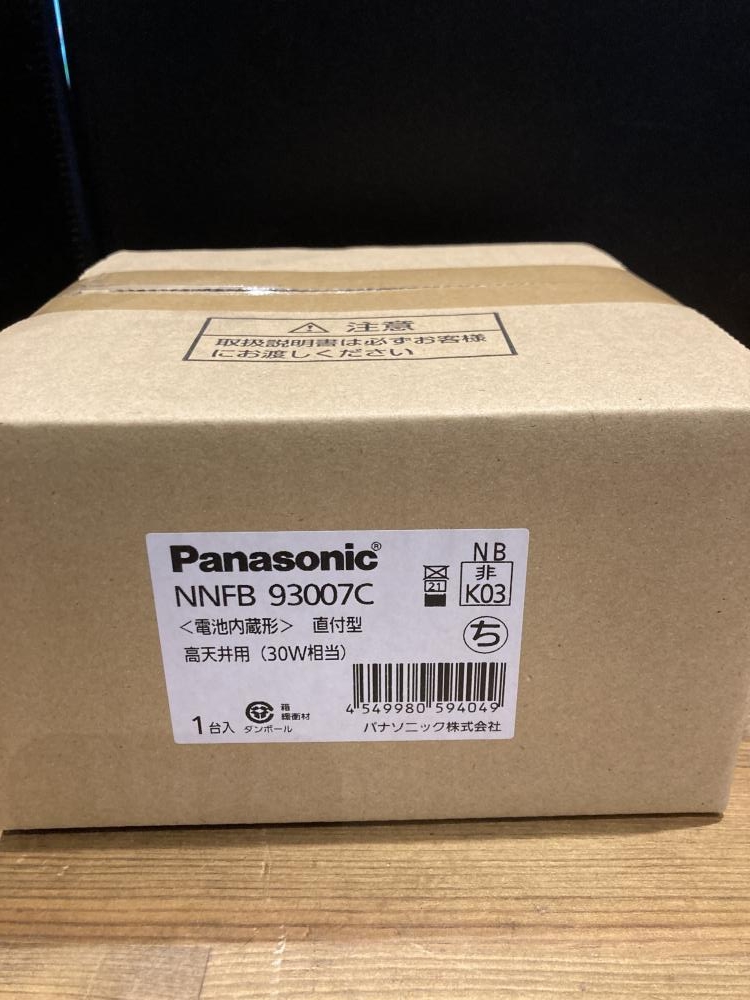 ⚠ 注意
取扱説明書は必ずお客様
にお渡しください
Panasonic®
NNFB 93007C
<電池内蔵形> 直付型
高天井用(30W相当)
1台入
ダンボール
箱
緩衝材
21
NB
非
K03
ち
4 549980 594049
パナソニック株式会社